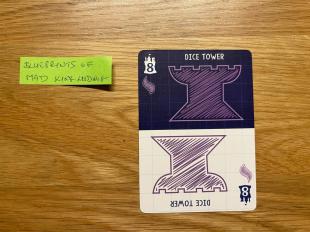 BLUEPRINTS OF
MAD KING LUDWIG
8
DICE TOWER
DICE TOWER
8